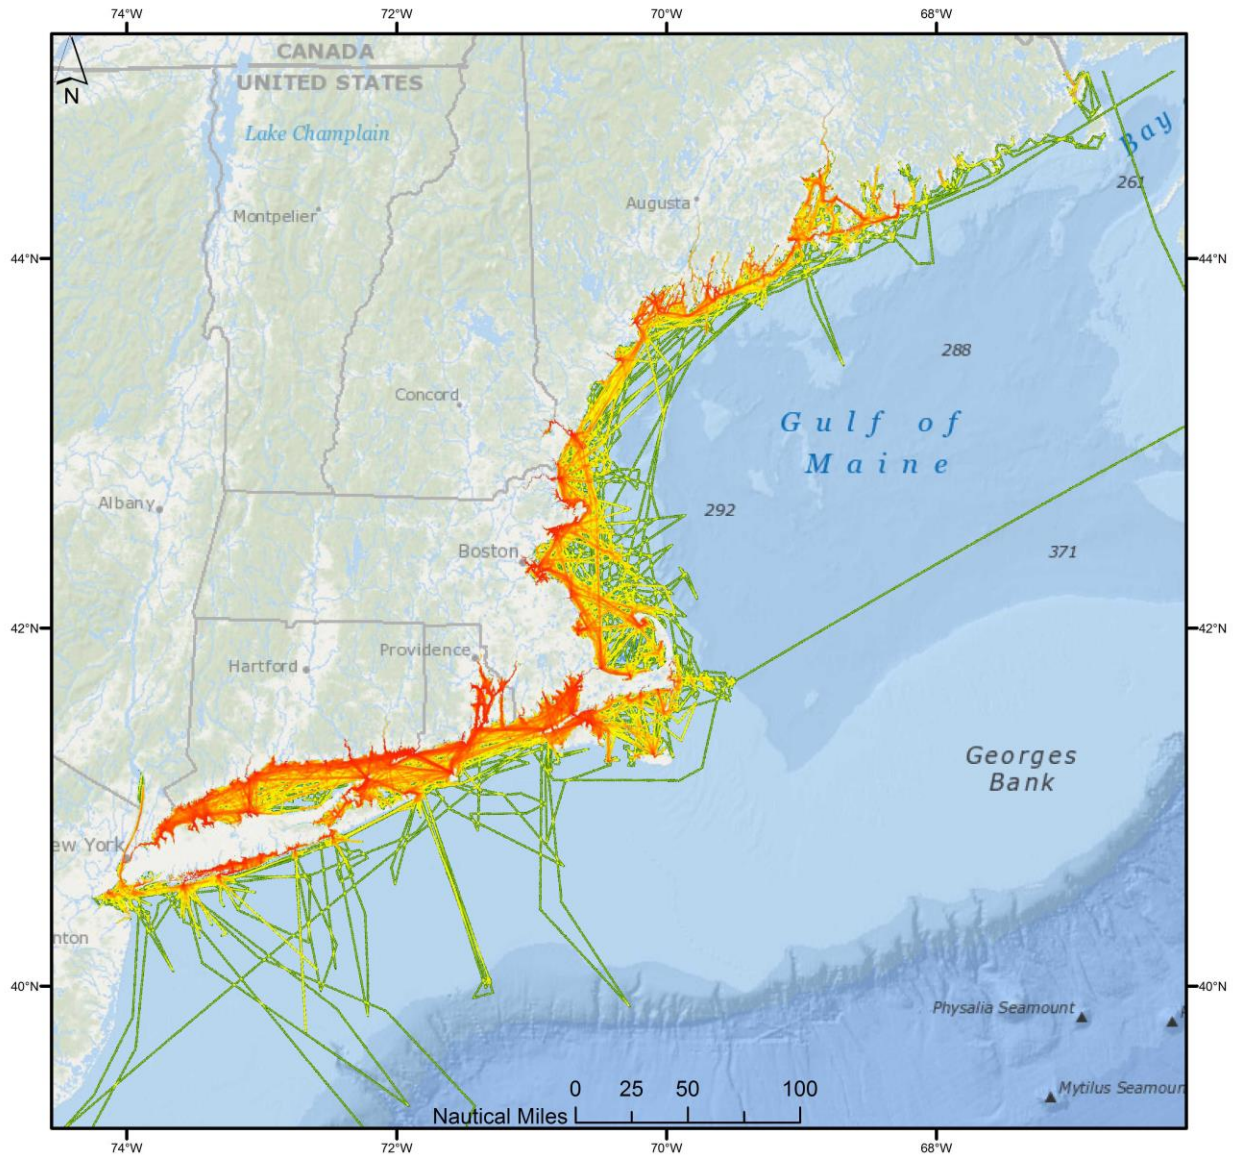 74°W 72°W 70°W 68°W
CANADA
UNITED STATES
N
Lake Champlain
Bay
261
Montpelier
Augusta
44°N 44°N
288
Gulf of
Maine
Concord
Albany
292
Boston
371
42°N 42°N
Providence
Hartford
Georges
Bank
ew York
nton
40°N 40°N
Physalia Seamount
Mytilus Seamoun
0 25 50 100
Nautical Miles
74°W 72°W 70°W 68°W